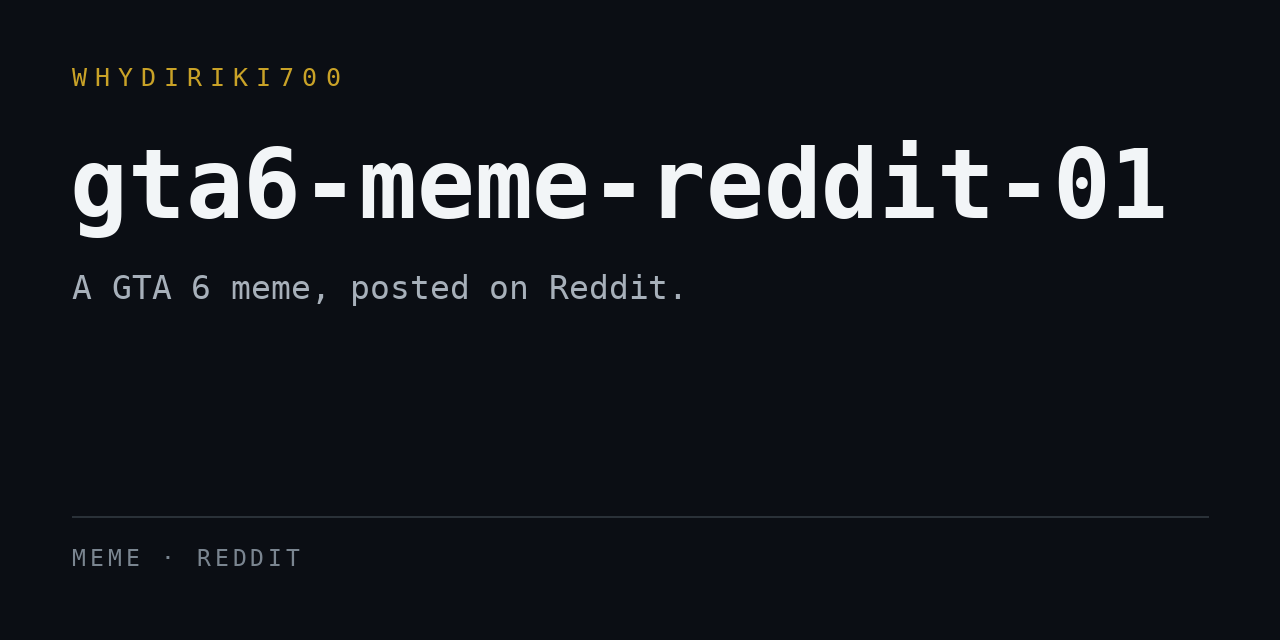 WHYDIRIKI700
gta6-meme-reddit-01
A GTA 6 meme, posted on Reddit.
MEME · REDDIT